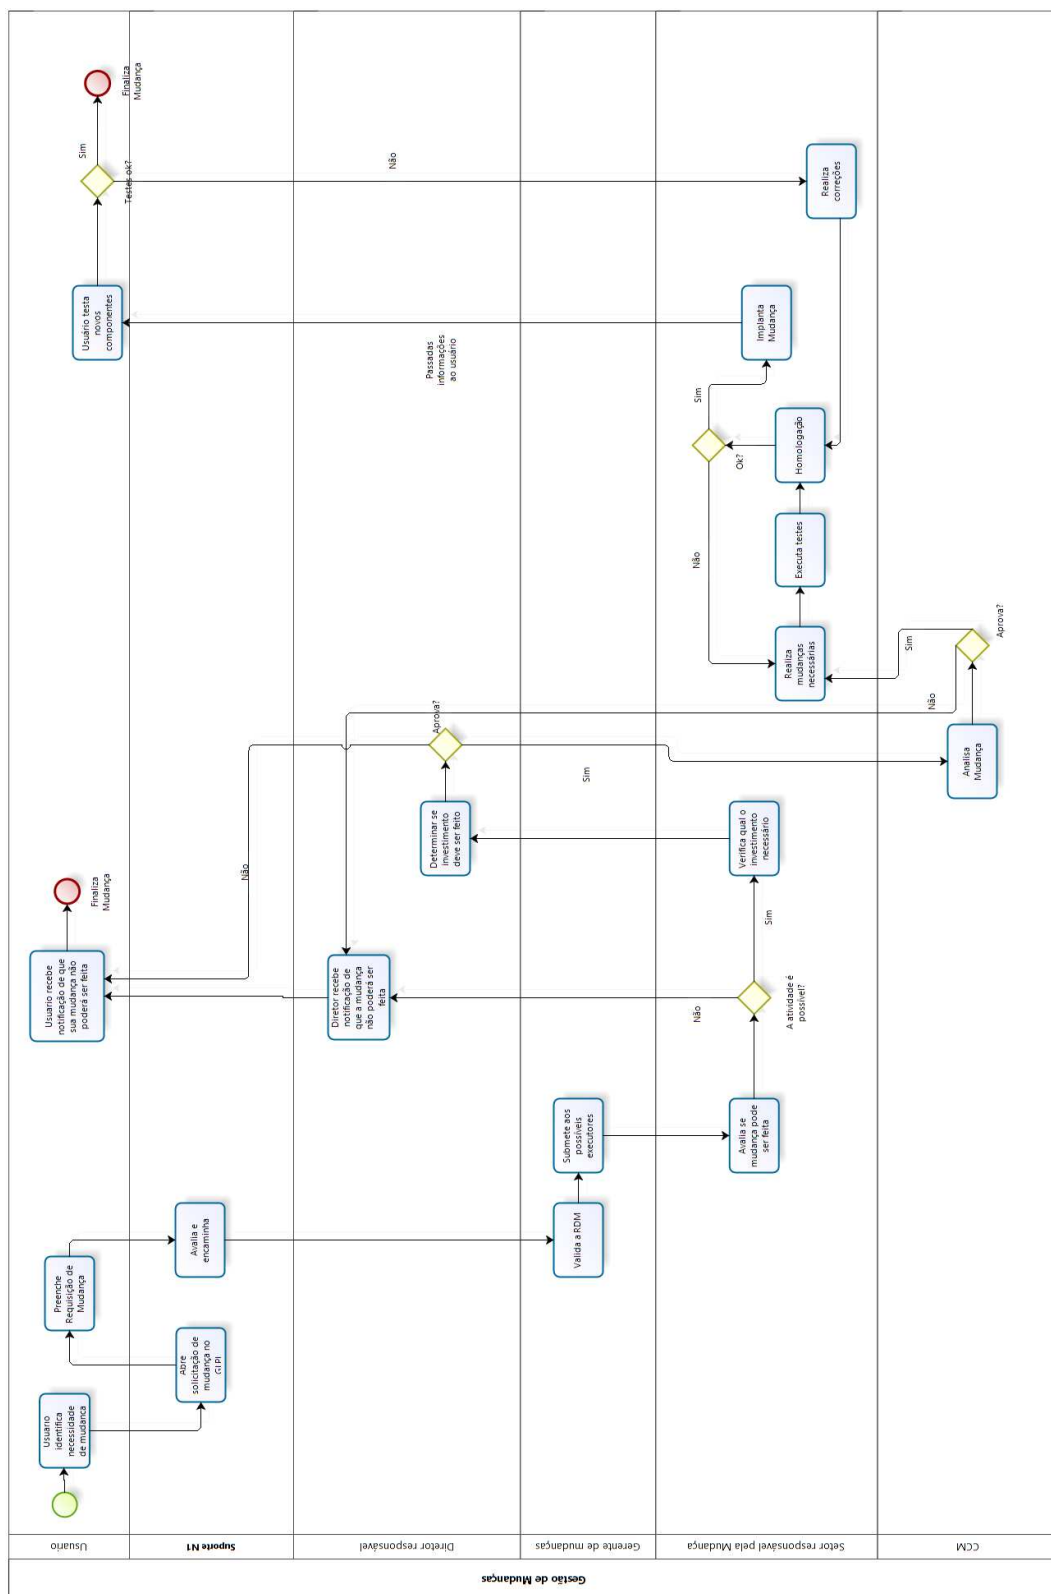 Gestão de Mudanças
Usuario
Suporte N1
Diretor responsável
Gerente de mudanças
Setor responsável pela Mudança
CCM
Usuario
identifica
necessidade
de mudanca
Abre
solicitação de
mudança no
GLPI
Preenche
Requisição de
Mudança
Avalia e
encaminha
Valida a RDM
Submete aos
possíveis
executores
Avalia se
mudança pode
ser feita
A atividade é
possível?
Não
Sim
Diretor recebe
notificação de
que a mudança
não poderá ser
feita
Usuario recebe
notificação de que
sua mudança não
poderá ser feita
Finaliza
Mudança
Verifica qual o
investimento
necessário
Determinar se
investimento
deve ser feito
Aprova?
Não
Sim
Analisa
Mudança
Aprova?
Não
Sim
Realiza
mudanças
necessárias
Executa testes
Homologação
Ok?
Não
Sim
Implanta
Mudança
Passadas
informações
ao usuário
Usuário testa
novos
componentes
Testes ok?
Não
Sim
Realiza
correções
Finaliza
Mudança